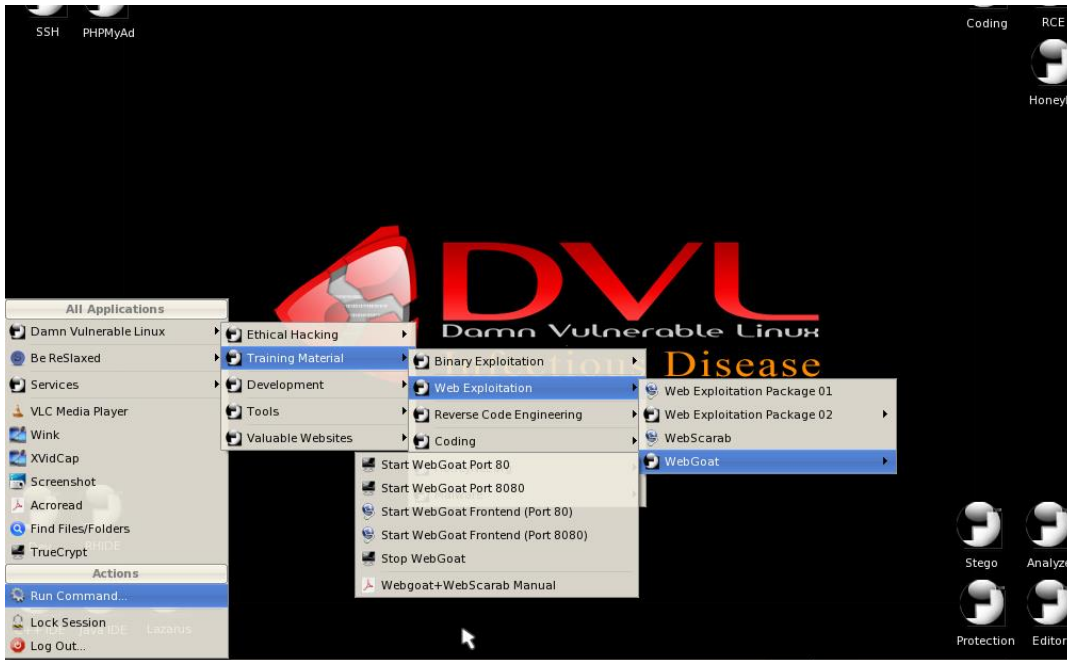 SSH
PHPMyAd
Coding
RCE
Honey
DVL
Damn Vulnerable Linux
Infectious Disease
All Applications
Damn Vulnerable Linux
Be ReSlaxed
Services
VLC Media Player
Wink
XVidCap
Screenshot
Acroread
Find Files/Folders
TrueCrypt
Actions
Run Command...
Lock Session
Log Out...
Ethical Hacking
Training Material
Development
Tools
Valuable Websites
Binary Exploitation
Web Exploitation
Reverse Code Engineering
Coding
Web Exploitation Package 01
Web Exploitation Package 02
WebScarab
WebGoat
Start WebGoat Port 80
Start WebGoat Port 8080
Start WebGoat Frontend (Port 80)
Start WebGoat Frontend (Port 8080)
Stop WebGoat
Webgoat+WebScarab Manual
Java IDE
Lazarus
Stego
Analyze
Protection
Editor